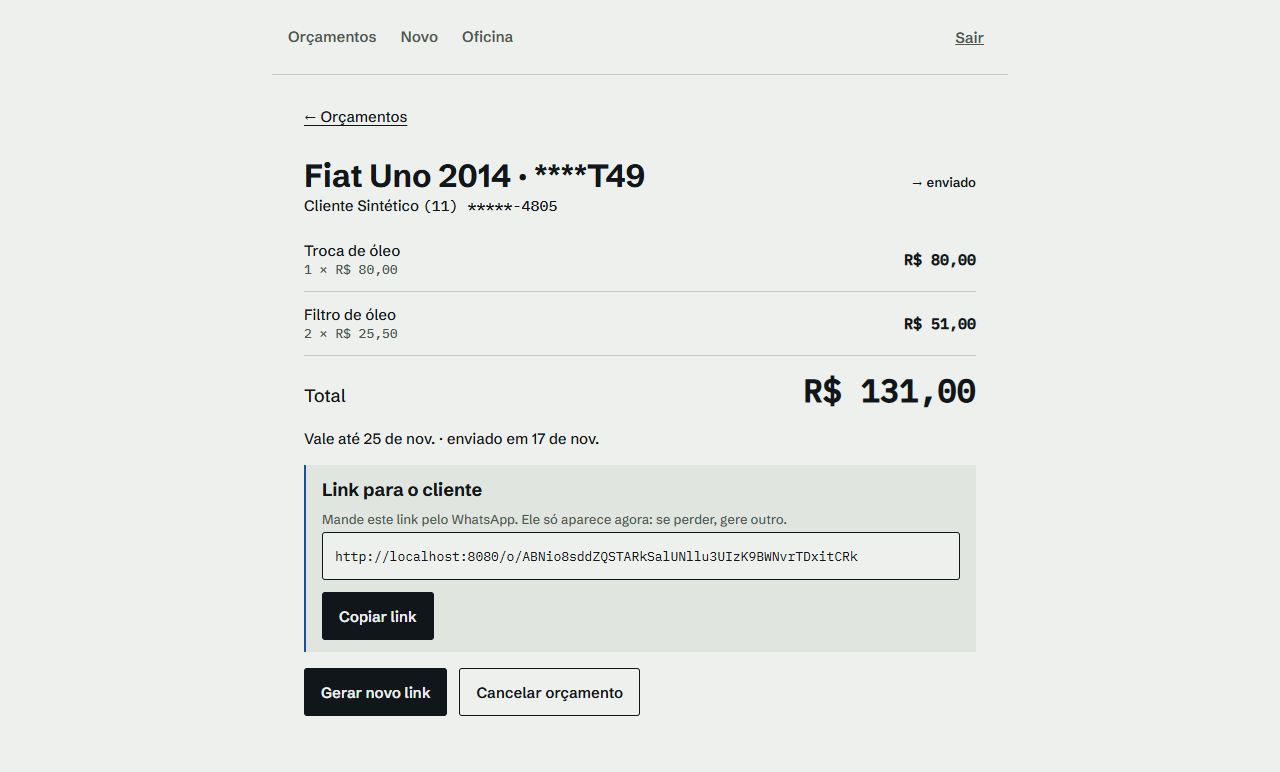 Orçamentos Novo Oficina Sair
← Orçamentos
Fiat Uno 2014 · ****T49 → enviado
Cliente Sintético (11) *****-4805
Troca de óleo
1 × R$ 80,00
R$ 80,00
Filtro de óleo
2 × R$ 25,50
R$ 51,00
Total R$ 131,00
Vale até 25 de nov. · enviado em 17 de nov.
Link para o cliente
Mande este link pelo WhatsApp. Ele só aparece agora: se perder, gere outro.
http://localhost:8080/o/ABNio8sddZQSTARkSalUNllu3UIzK9BWNvrTDxitCRk
Copiar link
Gerar novo link Cancelar orçamento